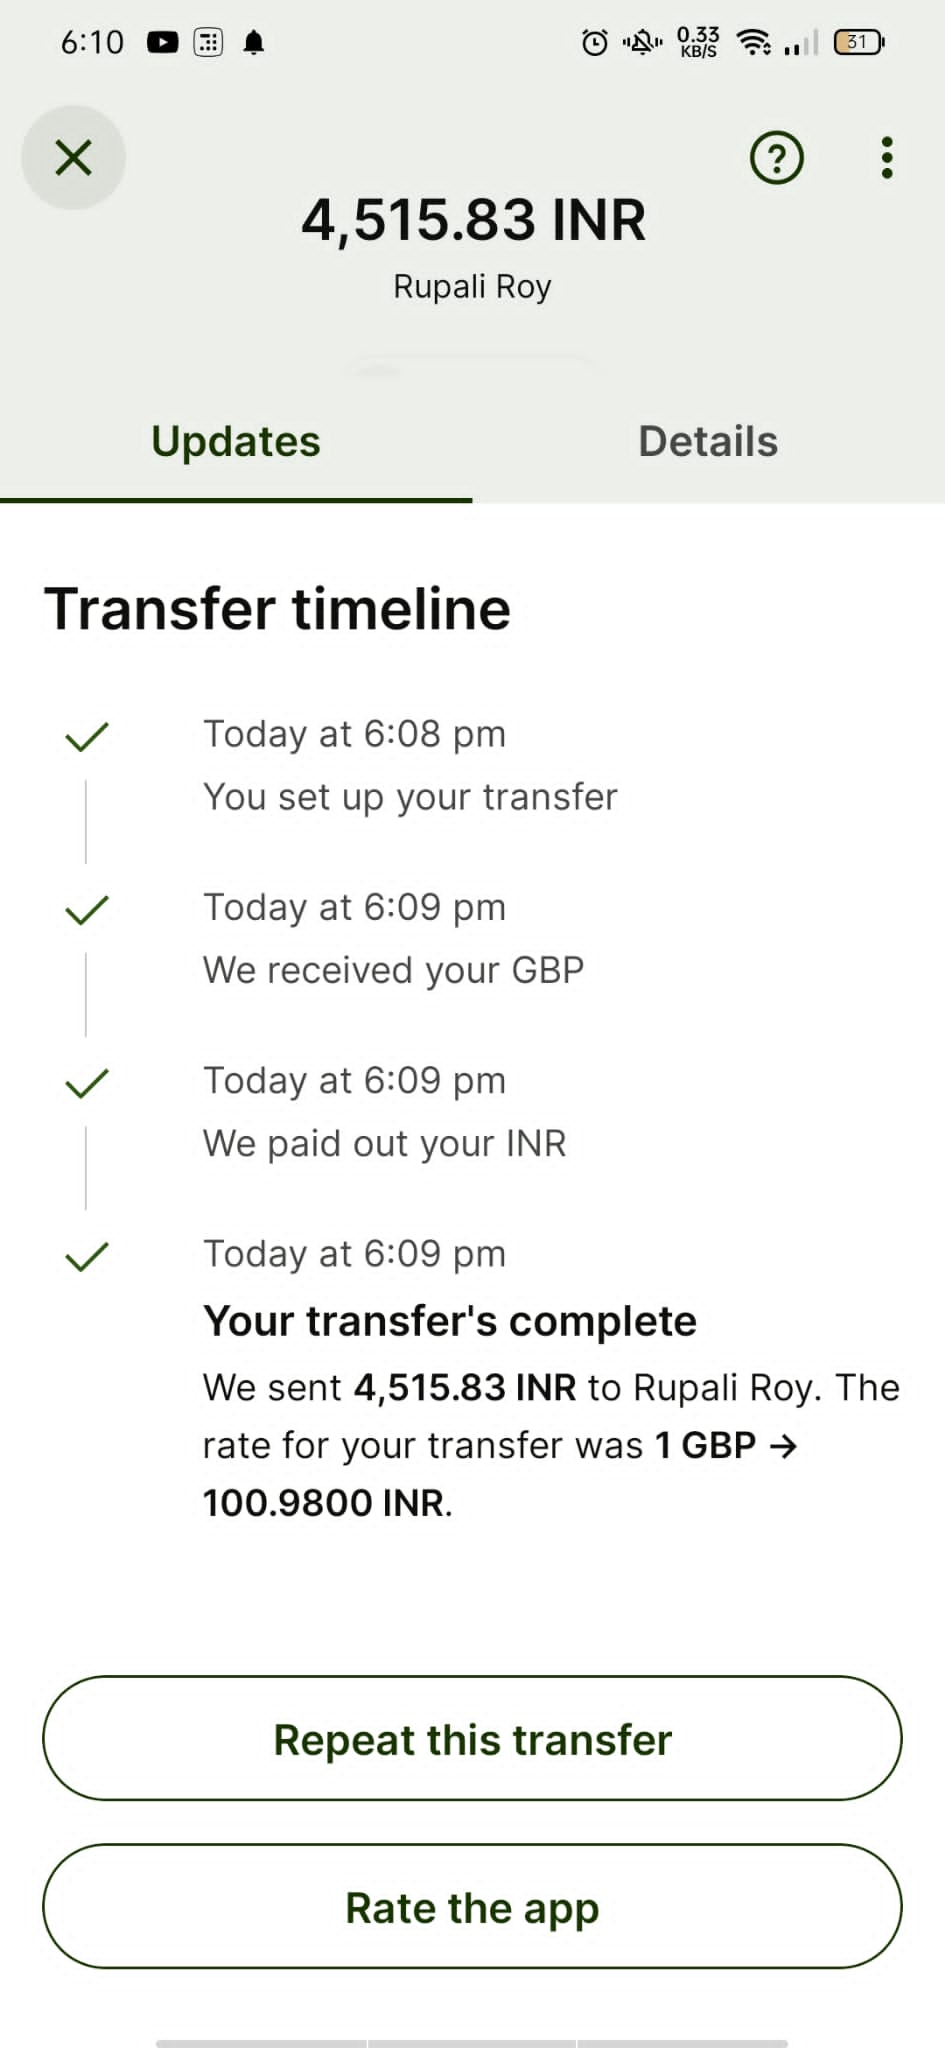 6:10 0.33 KB/S 31
4,515.83 INR
Rupali Roy
Updates Details
Transfer timeline
Today at 6:08 pm
You set up your transfer
Today at 6:09 pm
We received your GBP
Today at 6:09 pm
We paid out your INR
Today at 6:09 pm
Your transfer's complete
We sent 4,515.83 INR to Rupali Roy. The
rate for your transfer was 1 GBP →
100.9800 INR.
Repeat this transfer
Rate the app